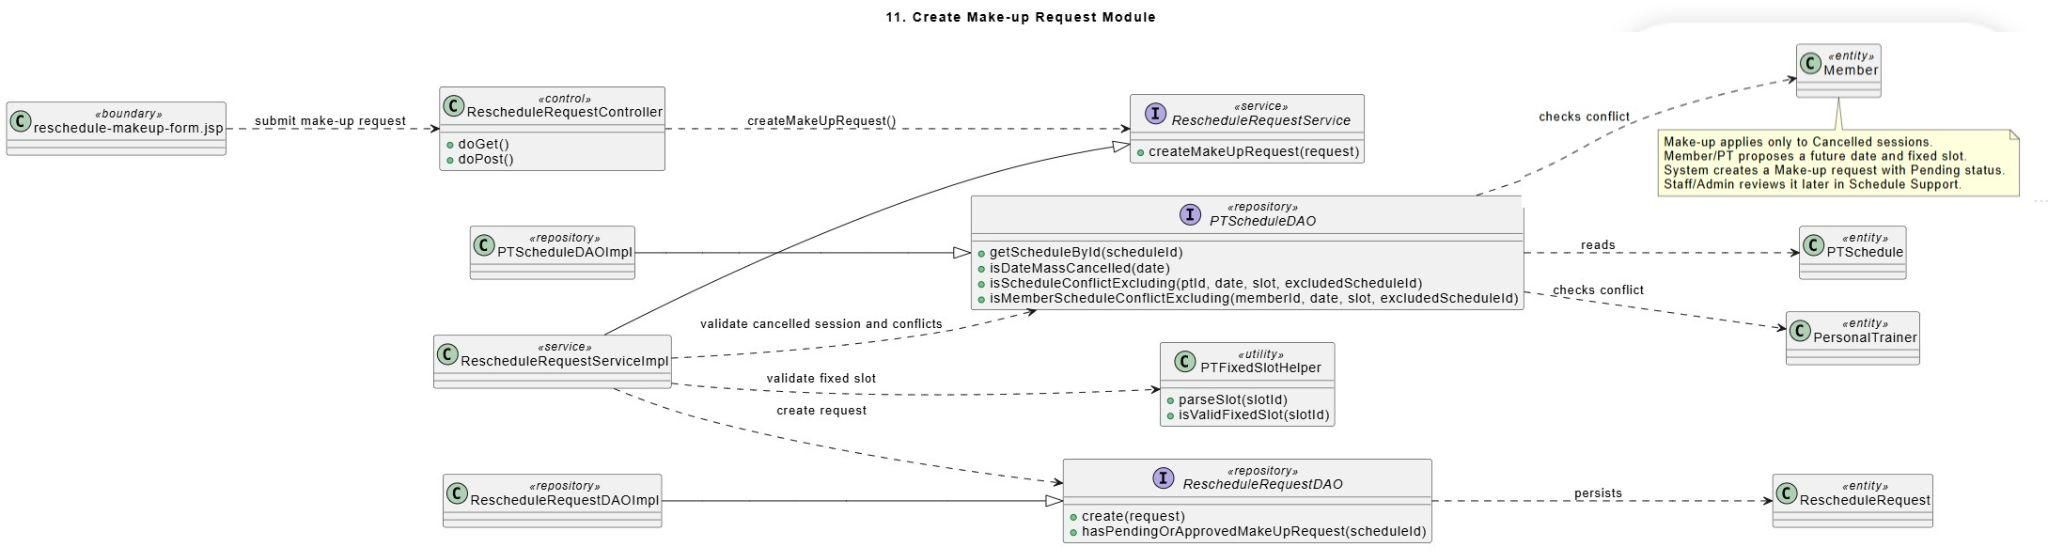 11. Create Make-up Request Module
«boundary»
C reschedule-makeup-form.jsp
submit make-up request
«control»
C RescheduleRequestController
doGet()
doPost()
createMakeUpRequest()
«service»
I RescheduleRequestService
createMakeUpRequest(request)
checks conflict
«entity»
C Member
Make-up applies only to Cancelled sessions.
Member/PT proposes a future date and fixed slot.
System creates a Make-up request with Pending status.
Staff/Admin reviews it later in Schedule Support.
«repository»
C PTScheduleDAOImpl
«repository»
I PTScheduleDAO
getScheduleById(scheduleId)
isDateMassCancelled(date)
isScheduleConflictExcluding(ptId, date, slot, excludedScheduleId)
isMemberScheduleConflictExcluding(memberId, date, slot, excludedScheduleId)
reads
«entity»
C PTSchedule
checks conflict
«entity»
C PersonalTrainer
«service»
C RescheduleRequestServiceImpl
validate cancelled session and conflicts
validate fixed slot
create request
«utility»
C PTFixedSlotHelper
parseSlot(slotId)
isValidFixedSlot(slotId)
«repository»
C RescheduleRequestDAOImpl
«repository»
I RescheduleRequestDAO
create(request)
hasPendingOrApprovedMakeUpRequest(scheduleId)
persists
«entity»
C RescheduleRequest